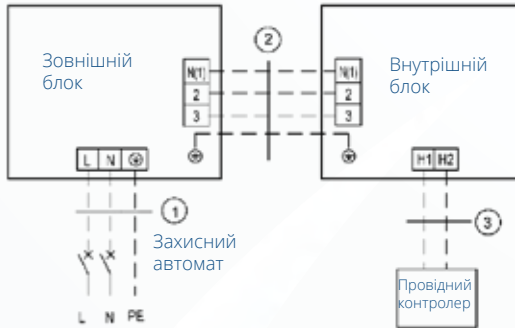 Зовнішній
блок
N(1)
2
3
L N
2
Внутрішній
блок
N(1)
2
3
H1 H2
1
Захисний
автомат
L N PE
3
Провідний
контролер